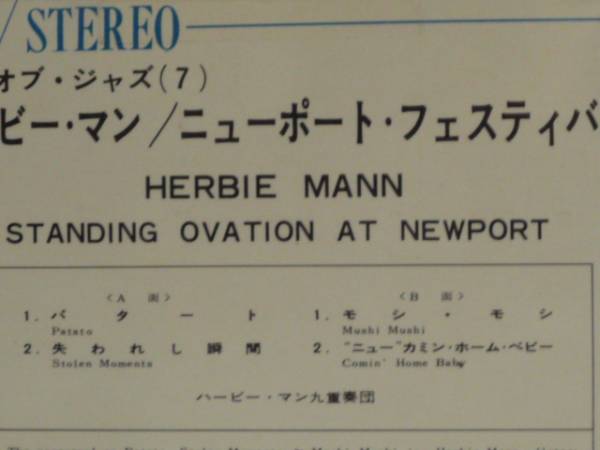 / STEREO
オブ・ジャズ(7)
ビー・マン/ニューポート・フェスティバ
HERBIE MANN
STANDING OVATION AT NEWPORT
〈A 面〉
1. パタート
Patato
2. 失われし瞬間
Stolen Moments
〈B 面〉
1. モシ・モシ
Mushi Mushi
2. "ニュー"カミン・ホーム・ベビー
Comin' Home Baby
ハービー・マン九重奏団